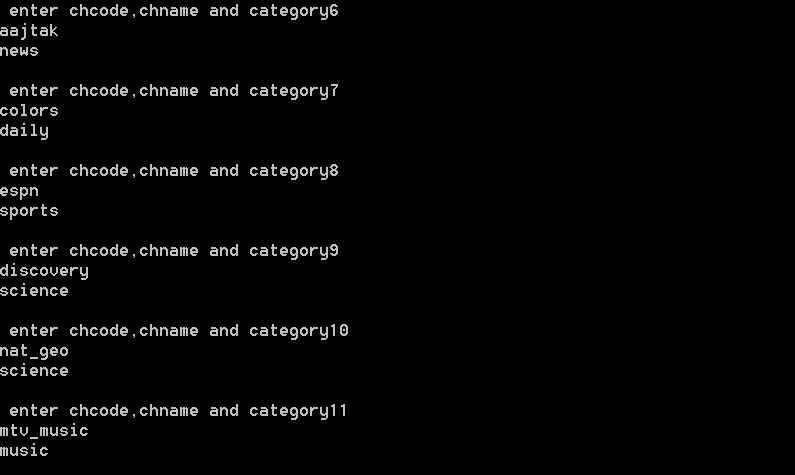 enter chcode,chname and category6
aajtak
news
enter chcode,chname and category7
colors
daily
enter chcode,chname and category8
espn
sports
enter chcode,chname and category9
discovery
science
enter chcode,chname and category10
nat_geo
science
enter chcode,chname and category11
mtv_music
music